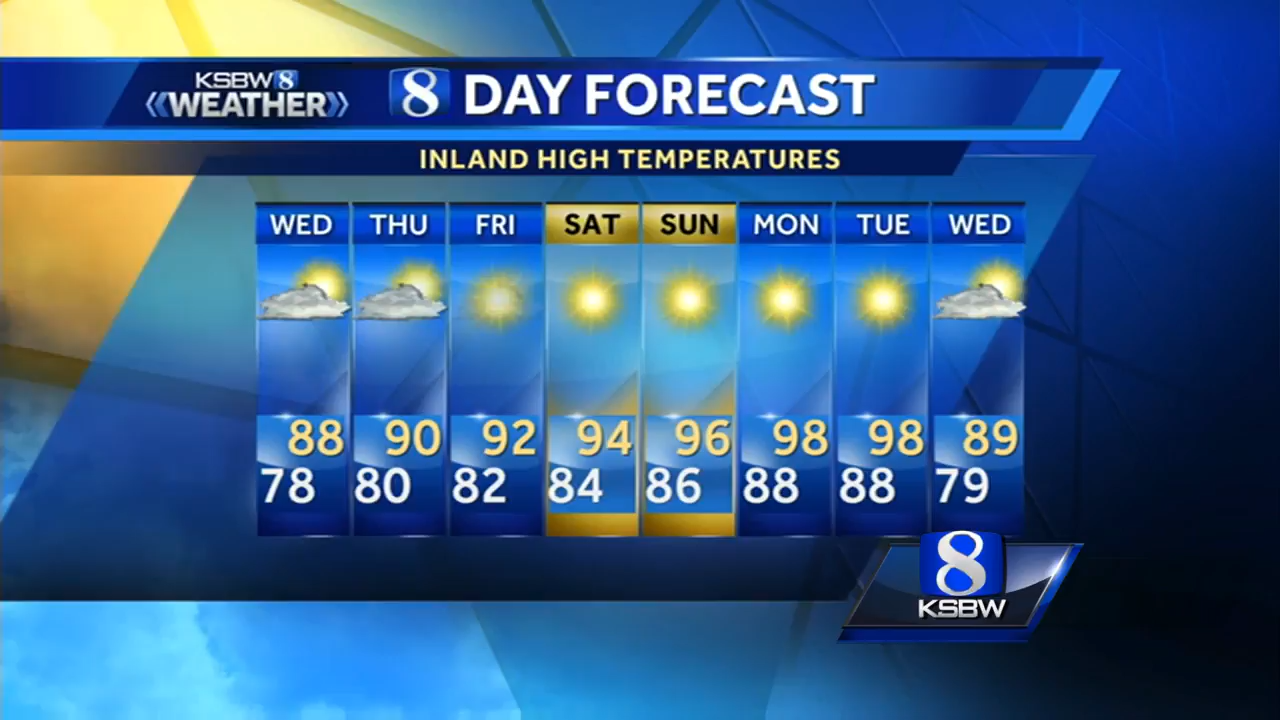 KSBW 8
WEATHER
8 DAY FORECAST
INLAND HIGH TEMPERATURES
WED THU FRI SAT SUN MON TUE WED
88 90 92 94 96 98 98 89
78 80 82 84 86 88 88 79
8
KSBW